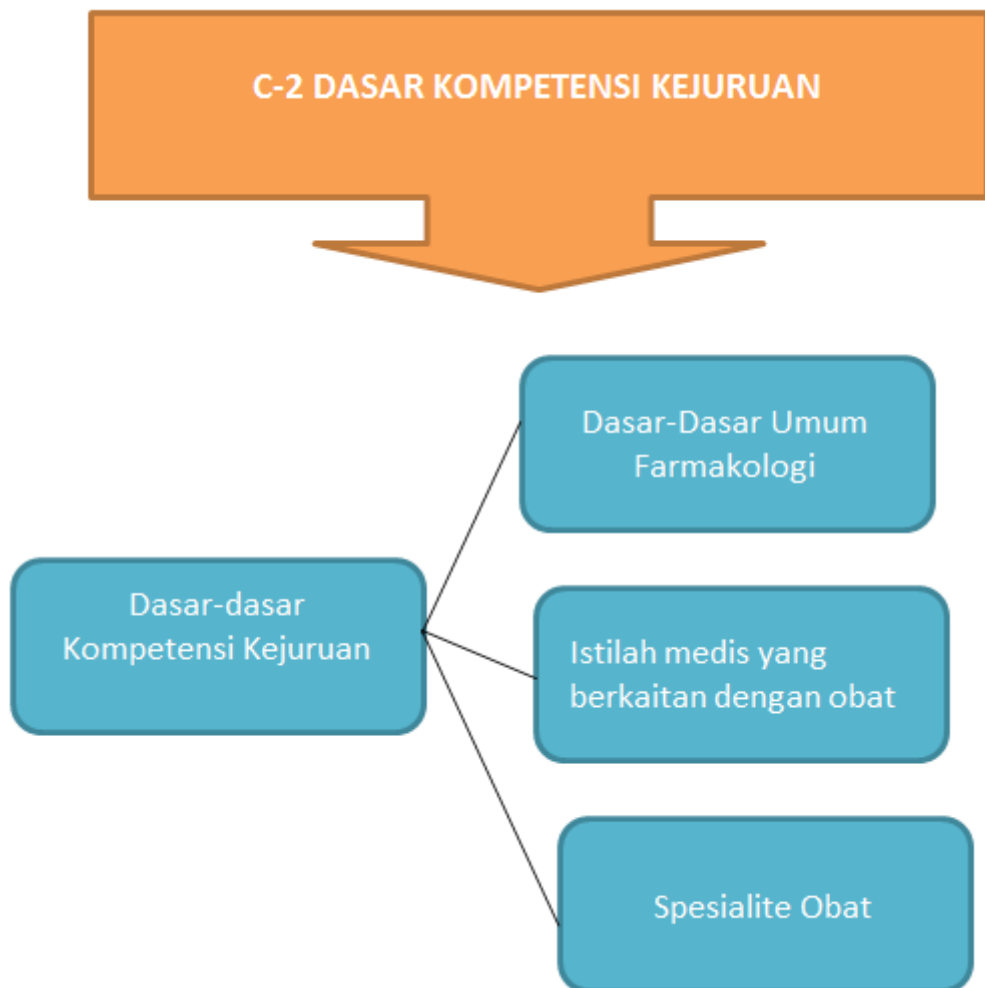 C-2 DASAR KOMPETENSI KEJURUAN
Dasar-Dasar Umum
Farmakologi
Dasar-dasar
Kompetensi Kejuruan
Istilah medis yang
berkaitan dengan obat
Spesialite Obat